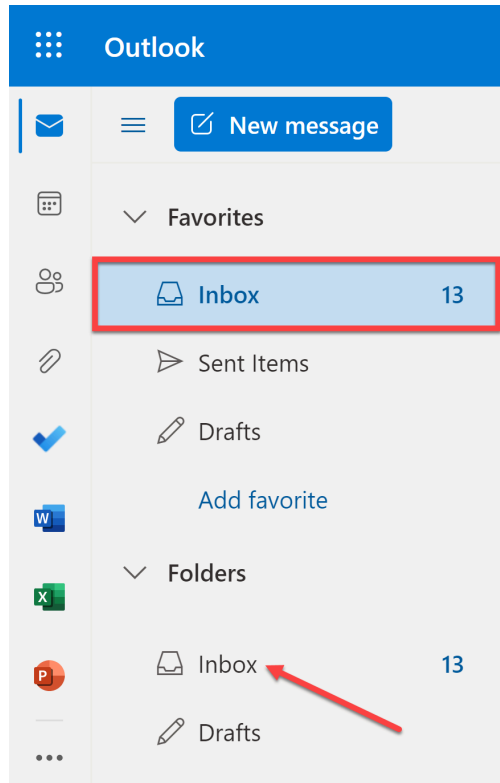 Outlook
New message
Favorites
Inbox 13
Sent Items
Drafts
Add favorite
W
Folders
X
Inbox 13
P
Drafts